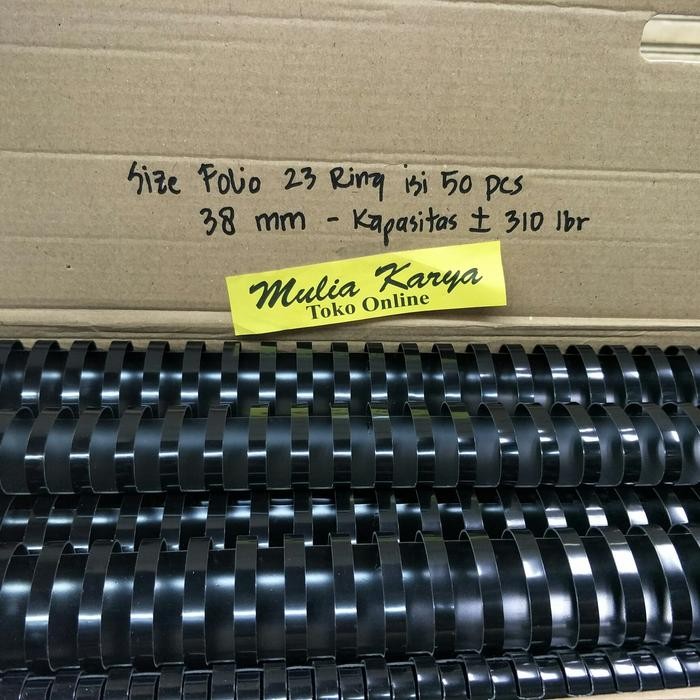 Size Folio 23 Ring isi 50 pcs
38 mm - Kapasitas ± 310 lbr
Mulia Karya
Toko Online